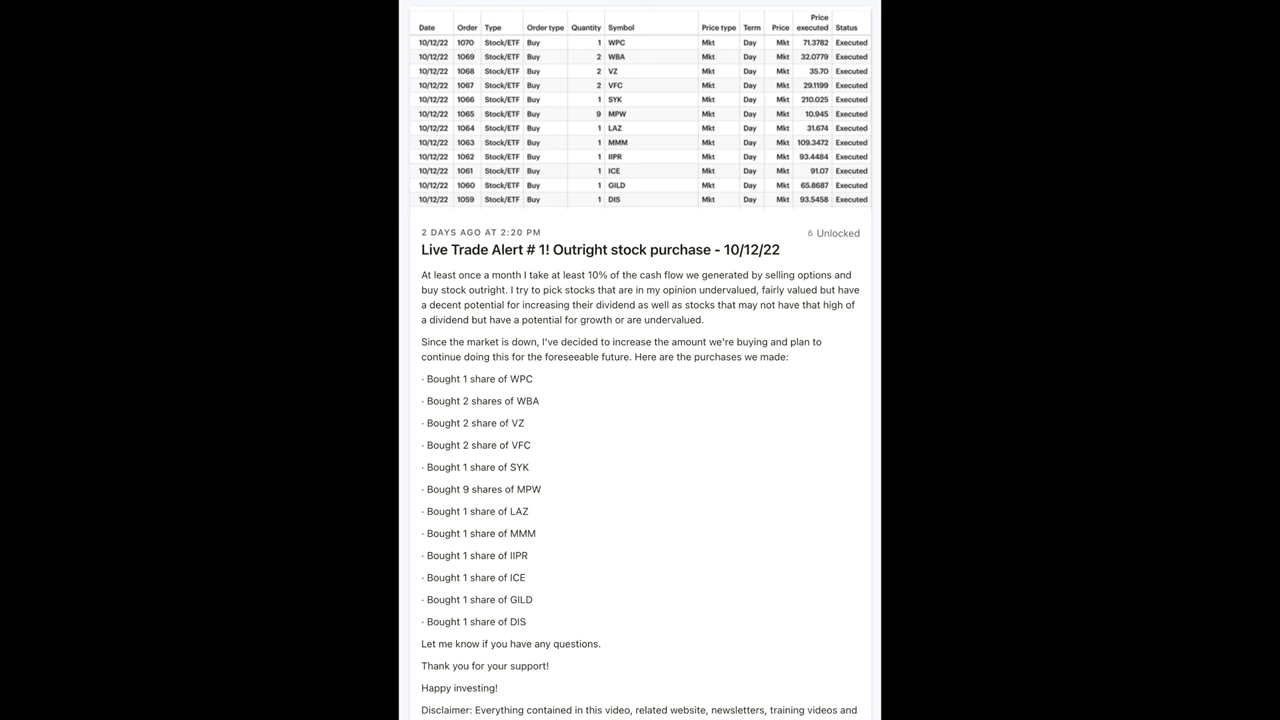 Date Order Type Order type Quantity Symbol Price type Term Price Price executed Status
10/12/22 1070 Stock/ETF Buy 1 WPC Mkt Day Mkt 71.3782 Executed
10/12/22 1069 Stock/ETF Buy 2 WBA Mkt Day Mkt 32.0779 Executed
10/12/22 1068 Stock/ETF Buy 2 VZ Mkt Day Mkt 35.70 Executed
10/12/22 1067 Stock/ETF Buy 2 VFC Mkt Day Mkt 29.1199 Executed
10/12/22 1066 Stock/ETF Buy 1 SYK Mkt Day Mkt 210.025 Executed
10/12/22 1065 Stock/ETF Buy 9 MPW Mkt Day Mkt 10.945 Executed
10/12/22 1064 Stock/ETF Buy 1 LAZ Mkt Day Mkt 31.674 Executed
10/12/22 1063 Stock/ETF Buy 1 MMM Mkt Day Mkt 109.3472 Executed
10/12/22 1062 Stock/ETF Buy 1 IIPR Mkt Day Mkt 93.4484 Executed
10/12/22 1061 Stock/ETF Buy 1 ICE Mkt Day Mkt 91.07 Executed
10/12/22 1060 Stock/ETF Buy 1 GILD Mkt Day Mkt 65.8687 Executed
10/12/22 1059 Stock/ETF Buy 1 DIS Mkt Day Mkt 93.5458 Executed
2 DAYS AGO AT 2:20 PM Unlocked
Live Trade Alert # 1! Outright stock purchase - 10/12/22
At least once a month I take at least 10% of the cash flow we generated by selling options and
buy stock outright. I try to pick stocks that are in my opinion undervalued, fairly valued but have
a decent potential for increasing their dividend as well as stocks that may not have that high of
a dividend but have a potential for growth or are undervalued.
Since the market is down, I've decided to increase the amount we're buying and plan to
continue doing this for the foreseeable future. Here are the purchases we made:
· Bought 1 share of WPC
· Bought 2 shares of WBA
· Bought 2 share of VZ
· Bought 2 share of VFC
· Bought 1 share of SYK
· Bought 9 shares of MPW
· Bought 1 share of LAZ
· Bought 1 share of MMM
· Bought 1 share of IIPR
· Bought 1 share of ICE
· Bought 1 share of GILD
· Bought 1 share of DIS
Let me know if you have any questions.
Thank you for your support!
Happy investing!
Disclaimer: Everything contained in this video, related website, newsletters, training videos and